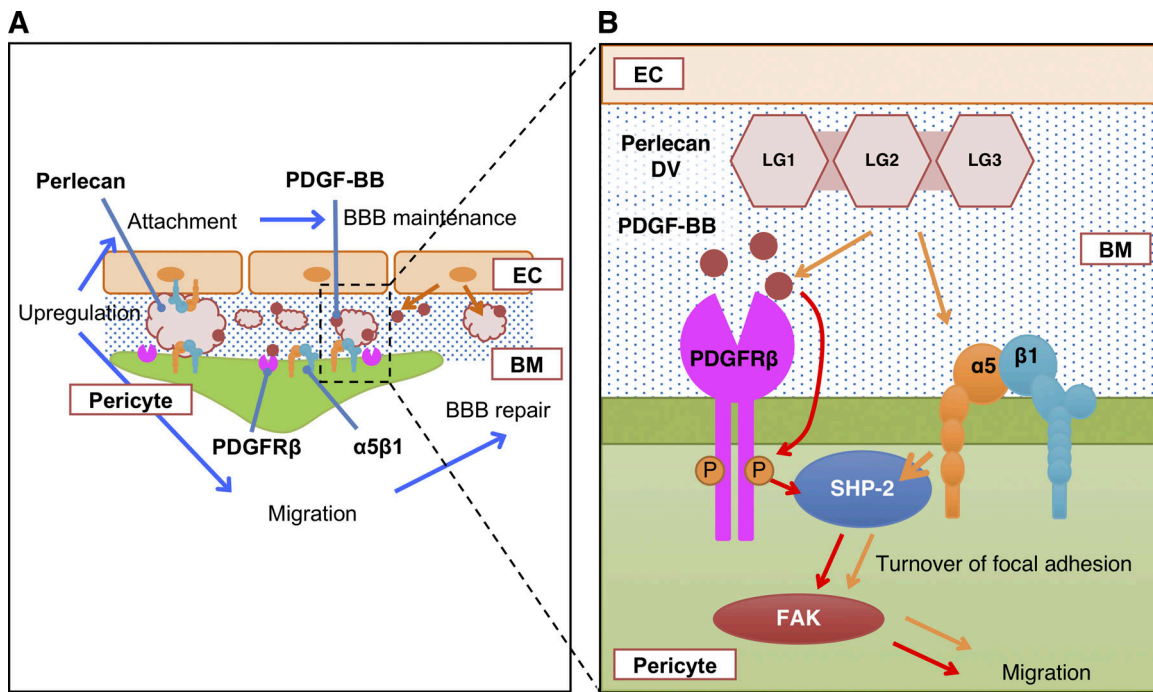 A
Perlecan
PDGF-BB
Attachment
BBB maintenance
EC
Upregulation
BM
Pericyte
BBB repair
PDGFRβ
α5β1
Migration
B
EC
Perlecan
DV
LG1
LG2
LG3
PDGF-BB
BM
PDGFRβ
α5
β1
P
P
SHP-2
Turnover of focal adhesion
FAK
Pericyte
Migration